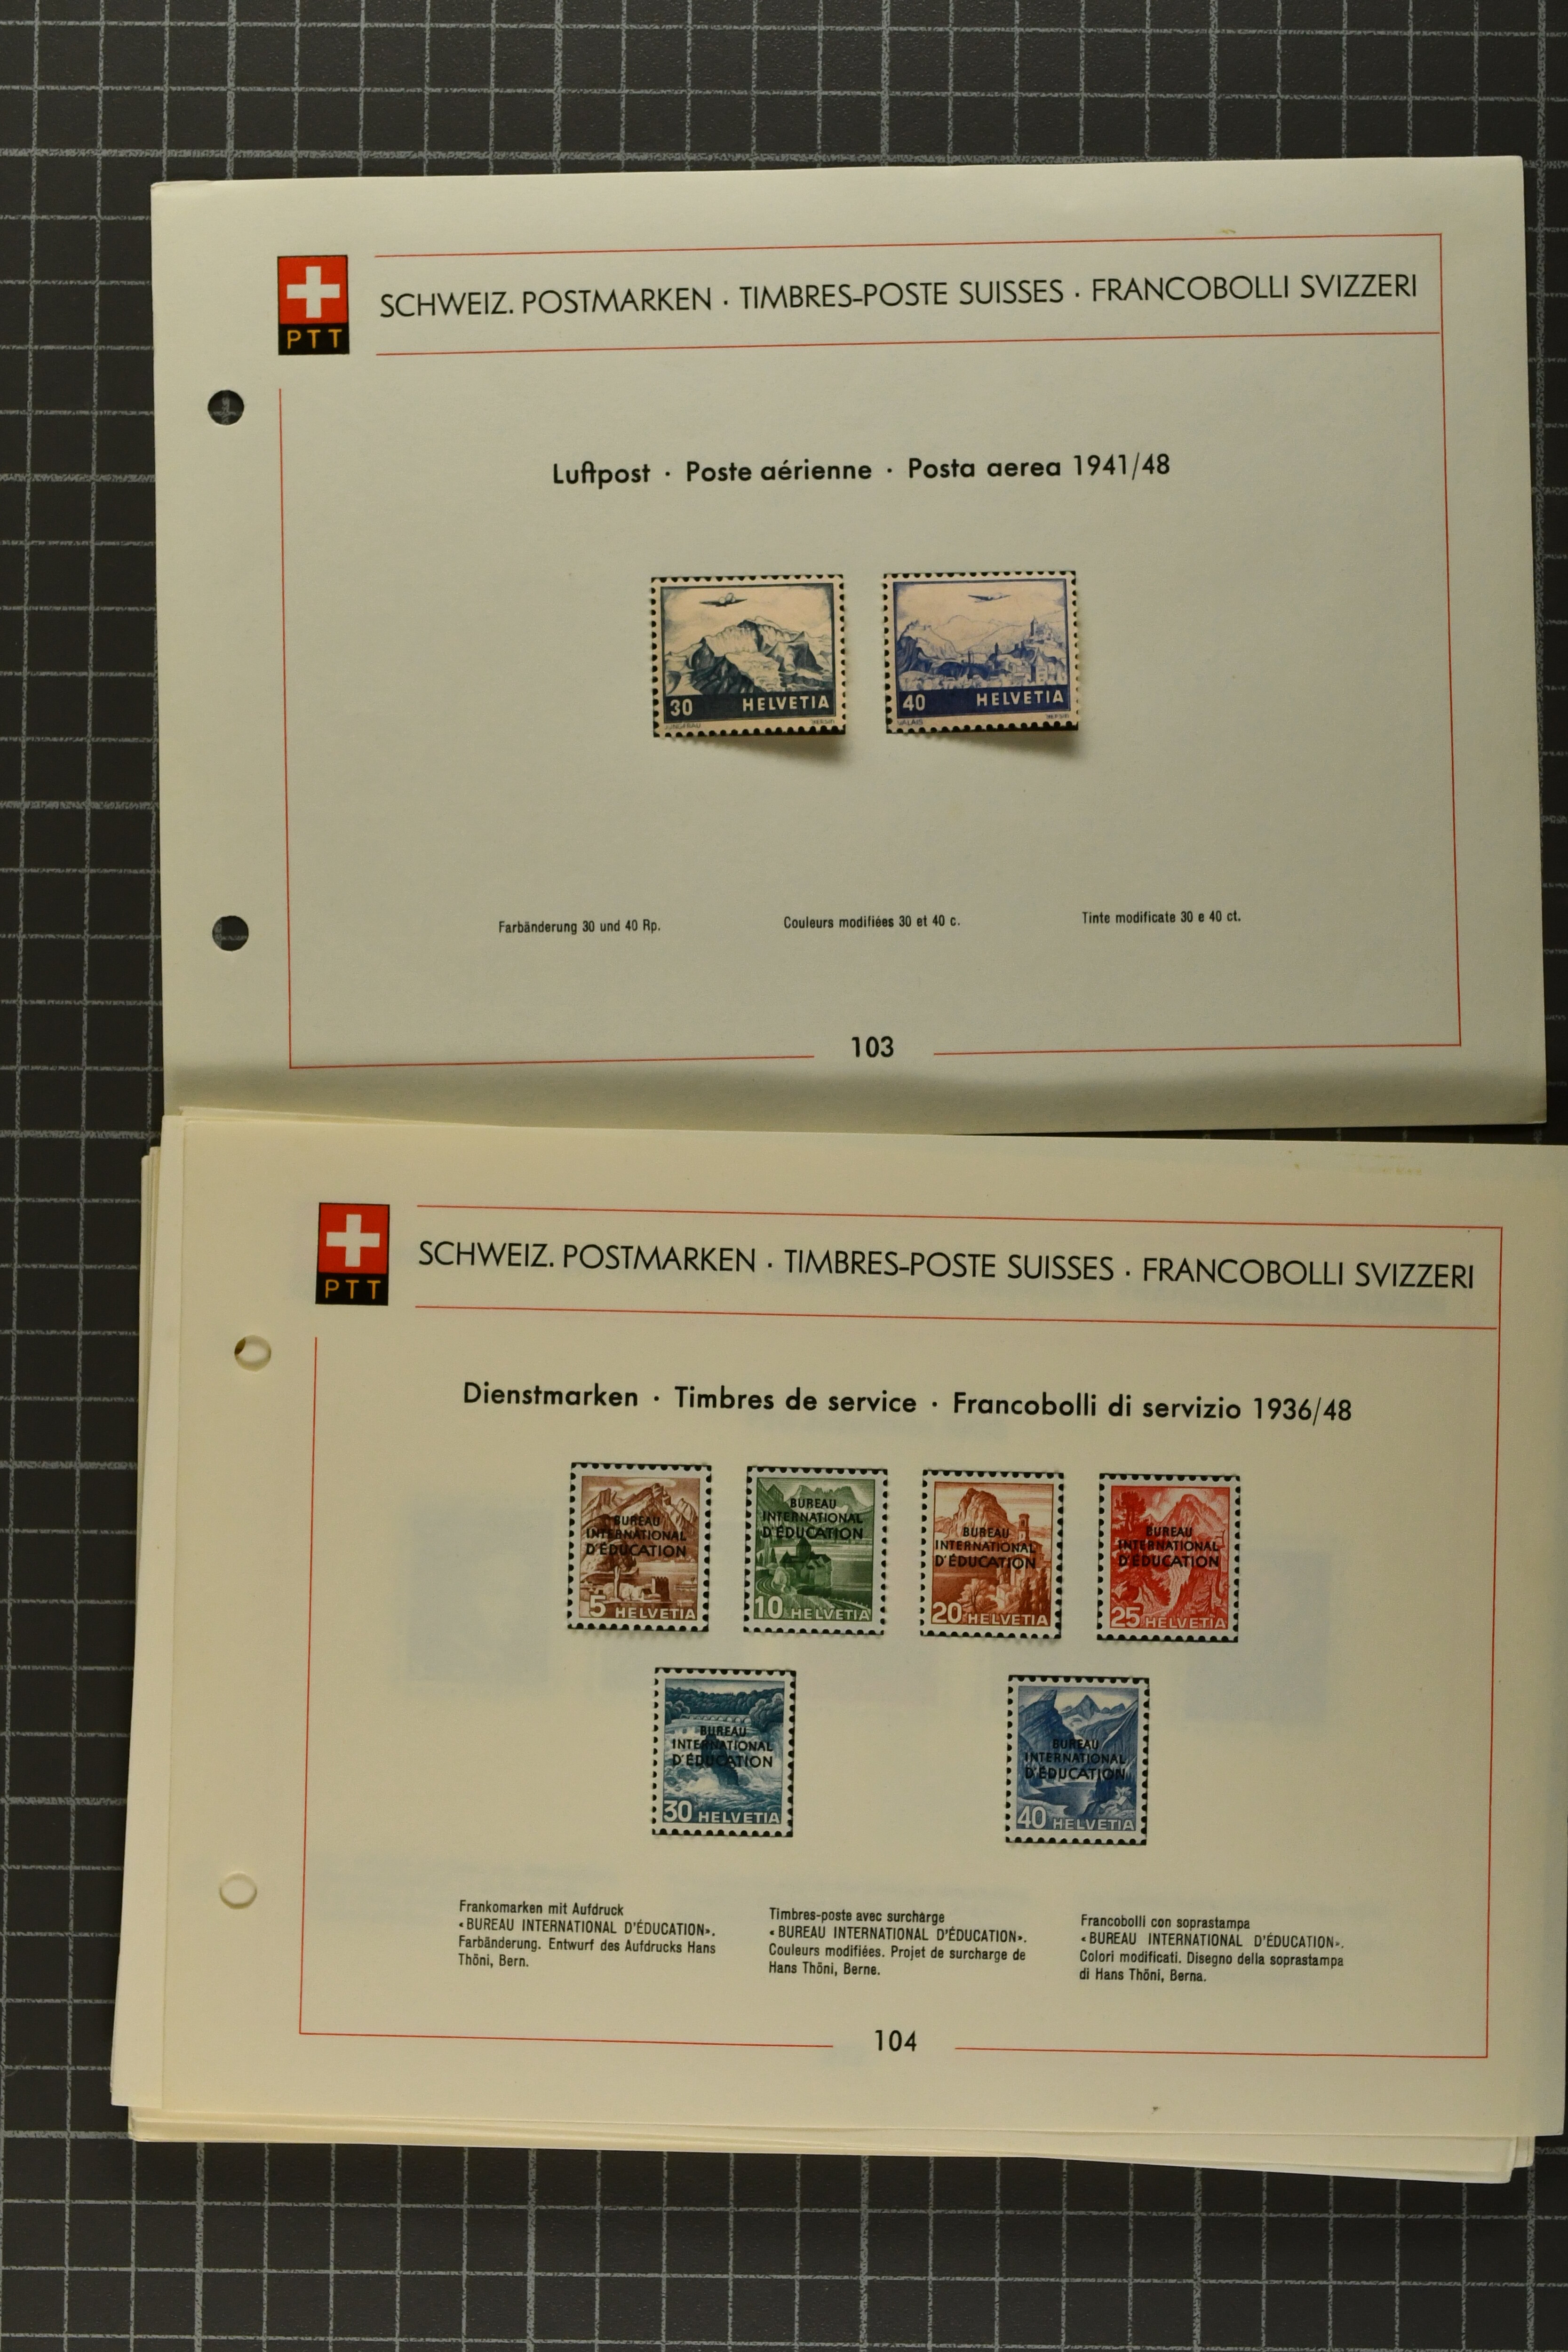 PTT
SCHWEIZ. POSTMARKEN · TIMBRES-POSTE SUISSES · FRANCOBOLLI SVIZZERI
Luftpost · Poste aérienne · Posta aerea 1941/48
30 HELVETIA
JUNGFRAU
40 HELVETIA
VALAIS
Farbänderung 30 und 40 Rp.
Couleurs modifiées 30 et 40 c.
Tinte modificate 30 e 40 ct.
103
PTT
SCHWEIZ. POSTMARKEN · TIMBRES-POSTE SUISSES · FRANCOBOLLI SVIZZERI
Dienstmarken · Timbres de service · Francobolli di servizio 1936/48
BUREAU
INTERNATIONAL
D'ÉDUCATION
5 HELVETIA
BUREAU
INTERNATIONAL
D'ÉDUCATION
10 HELVETIA
BUREAU
INTERNATIONAL
D'ÉDUCATION
20 HELVETIA
BUREAU
INTERNATIONAL
D'ÉDUCATION
25 HELVETIA
BUREAU
INTERNATIONAL
D'ÉDUCATION
30 HELVETIA
BUREAU
INTERNATIONAL
D'ÉDUCATION
40 HELVETIA
Frankomarken mit Aufdruck
«BUREAU INTERNATIONAL D'ÉDUCATION».
Farbänderung. Entwurf des Aufdrucks Hans
Thöni, Bern.
Timbres-poste avec surcharge
«BUREAU INTERNATIONAL D'ÉDUCATION».
Couleurs modifiées. Projet de surcharge de
Hans Thöni, Berne.
Francobolli con soprastampa
«BUREAU INTERNATIONAL D'ÉDUCATION».
Colori modificati. Disegno della soprastampa
di Hans Thöni, Berna.
104